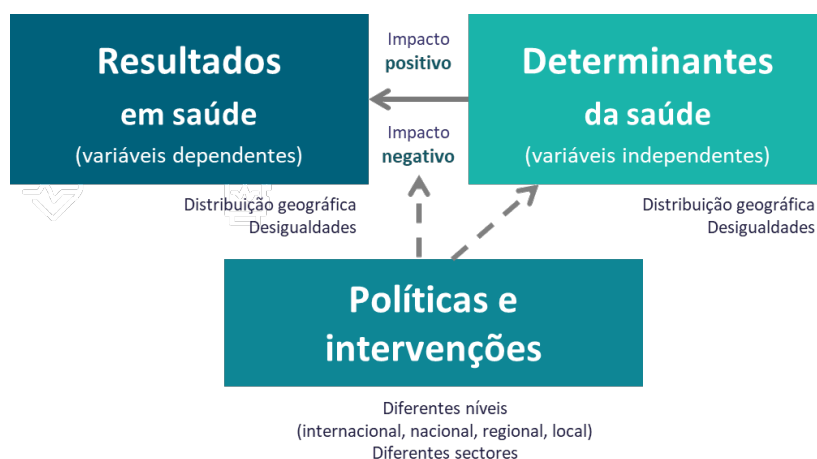 Resultados
em saúde
(variáveis dependentes)
Impacto
positivo
Impacto
negativo
Determinantes
da saúde
(variáveis independentes)
Distribuição geográfica
Desigualdades
Distribuição geográfica
Desigualdades
Políticas e
intervenções
Diferentes níveis
(internacional, nacional, regional, local)
Diferentes sectores